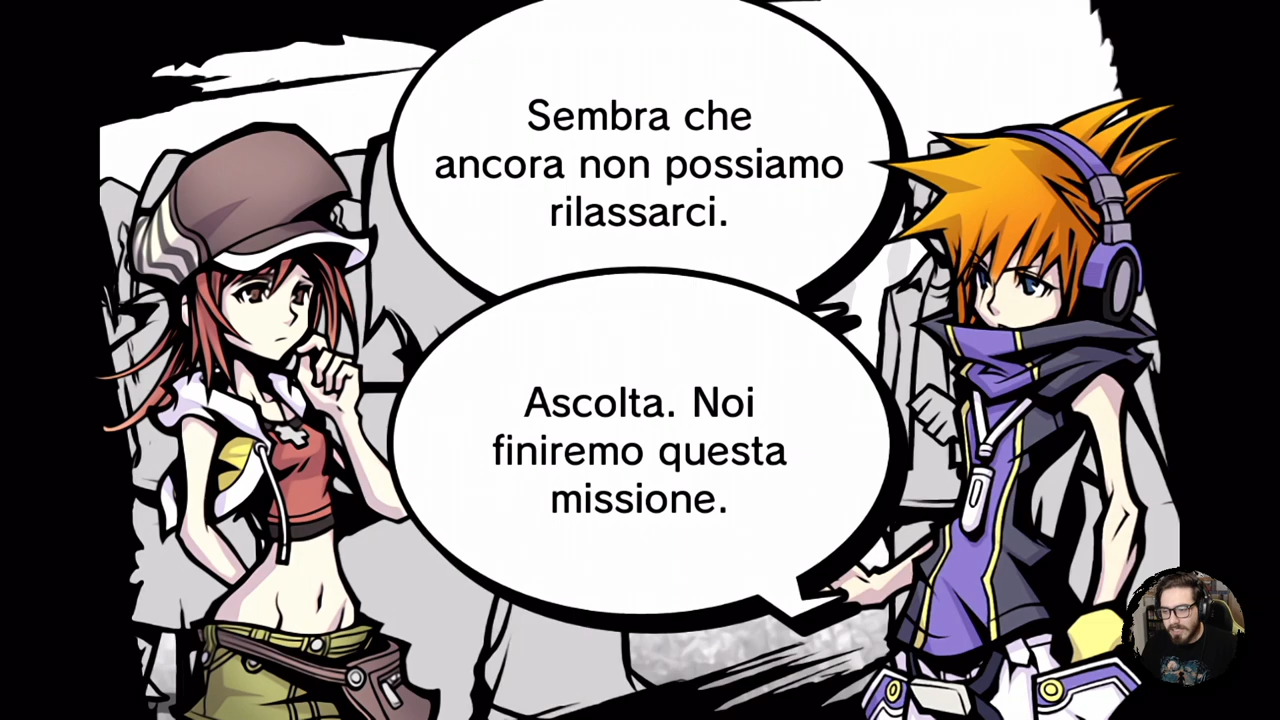 Sembra che
ancora non possiamo
rilassarci.
Ascolta. Noi
finiremo questa
missione.